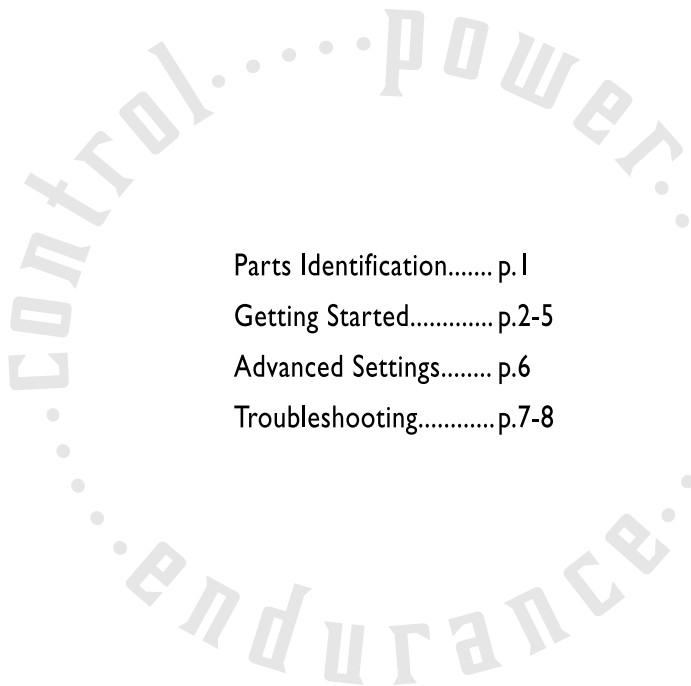 control.....power..
Parts Identification....... p.1
Getting Started............. p.2-5
Advanced Settings........ p.6
Troubleshooting............ p.7-8
.....endurance..